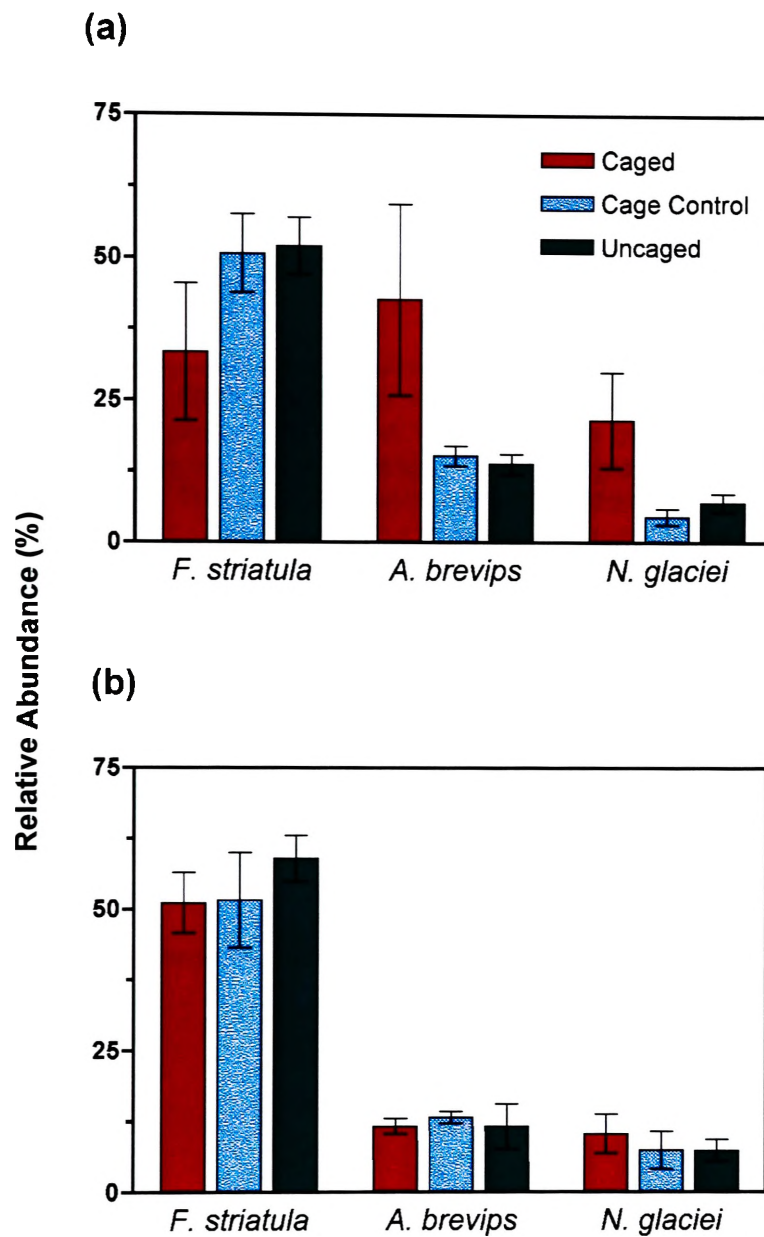 (a)
75
50
25
0
Caged
Cage Control
Uncaged
F. striatula A. brevips N. glaciei
Relative Abundance (%)
(b)
75
50
25
0
F. striatula A. brevips N. glaciei